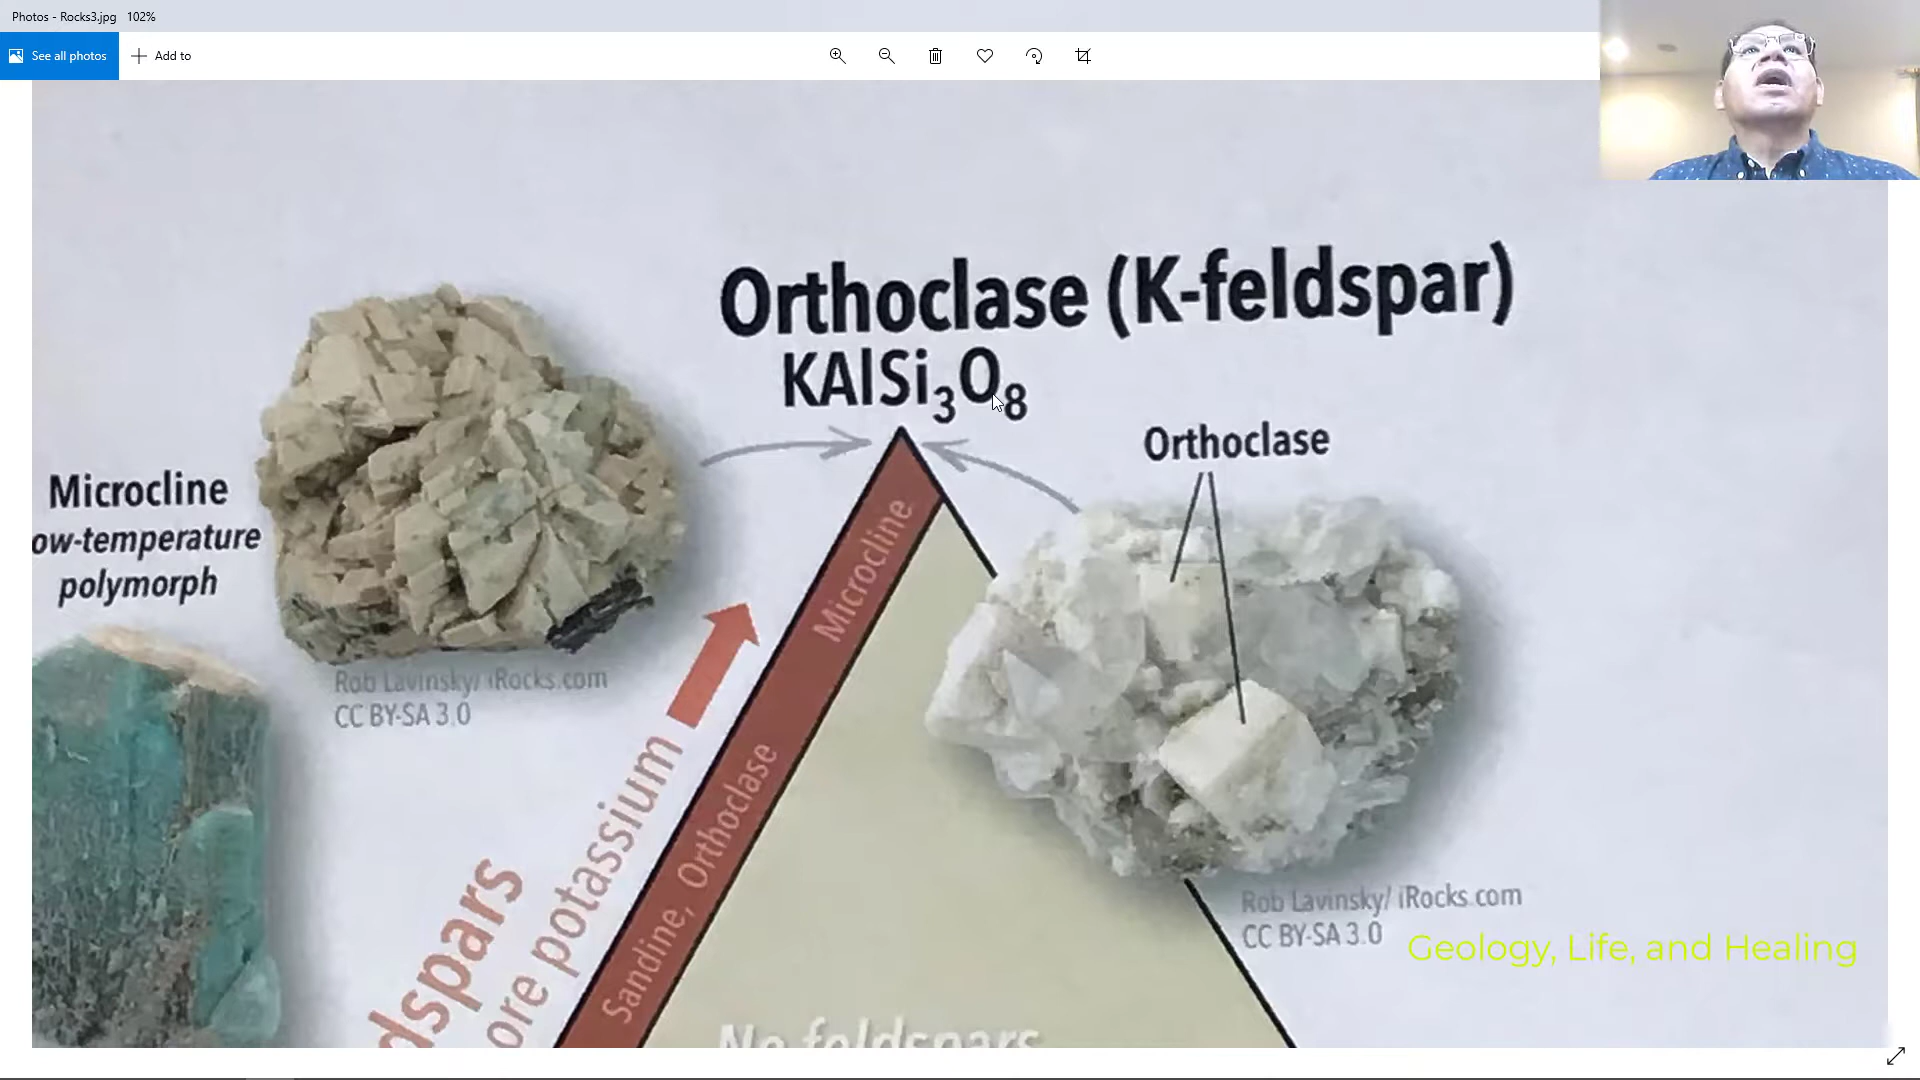 Photos - Rocks3.jpg 102%
See all photos
Add to
Orthoclase (K-feldspar)
KAlSi₃O₈
Orthoclase
Microcline
ow-temperature
polymorph
Rob Lavinsky/ iRocks.com
CC BY-SA 3.0
Microcline
Sandine, Orthoclase
ore potassium
dspars
Rob Lavinsky/ iRocks.com
CC BY-SA 3.0
Geology, Life, and Healing
No feldspars